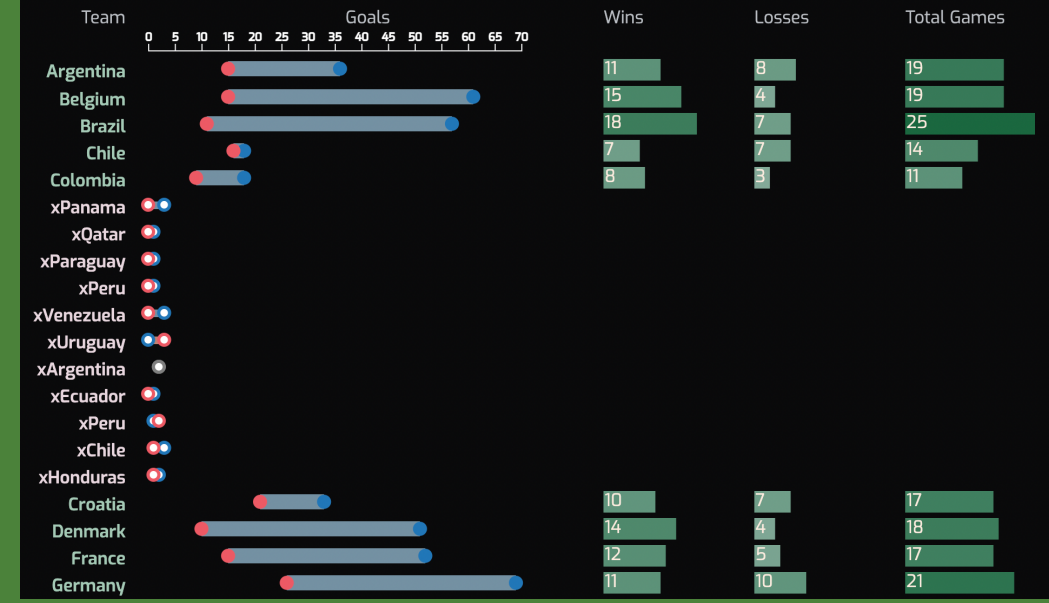 Team Goals Wins Losses Total Games
0 5 10 15 20 25 30 35 40 45 50 55 60 65 70
Argentina 11 8 19
Belgium 15 4 19
Brazil 18 7 25
Chile 7 7 14
Colombia 8 3 11
xPanama
xQatar
xParaguay
xPeru
xVenezuela
xUruguay
xArgentina
xEcuador
xPeru
xChile
xHonduras
Croatia 10 7 17
Denmark 14 4 18
France 12 5 17
Germany 11 10 21